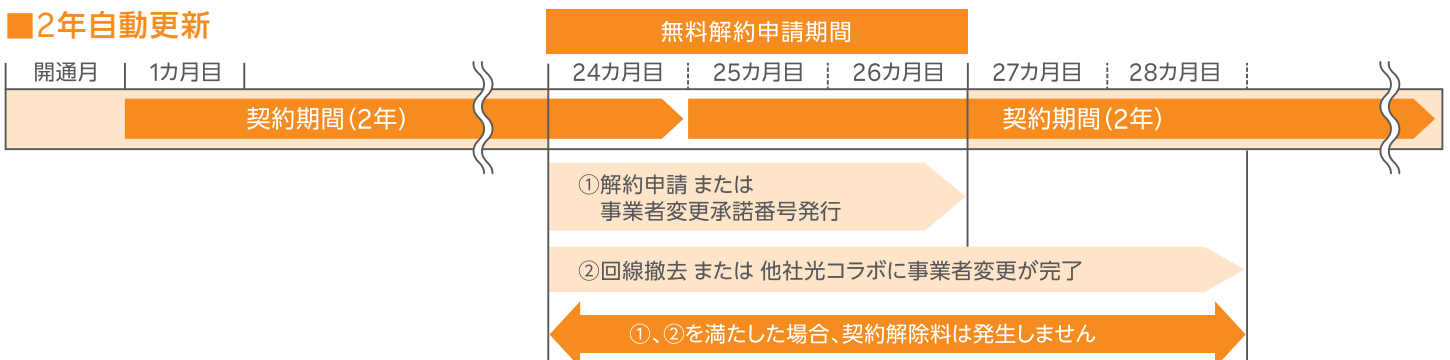 ■2年自動更新
無料解約申請期間
開通月 1カ月目 24カ月目 25カ月目 26カ月目 27カ月目 28カ月目
契約期間(2年) 契約期間(2年)
①解約申請 または
事業者変更承諾番号発行
②回線撤去 または 他社光コラボに事業者変更が完了
①、②を満たした場合、契約解除料は発生しません